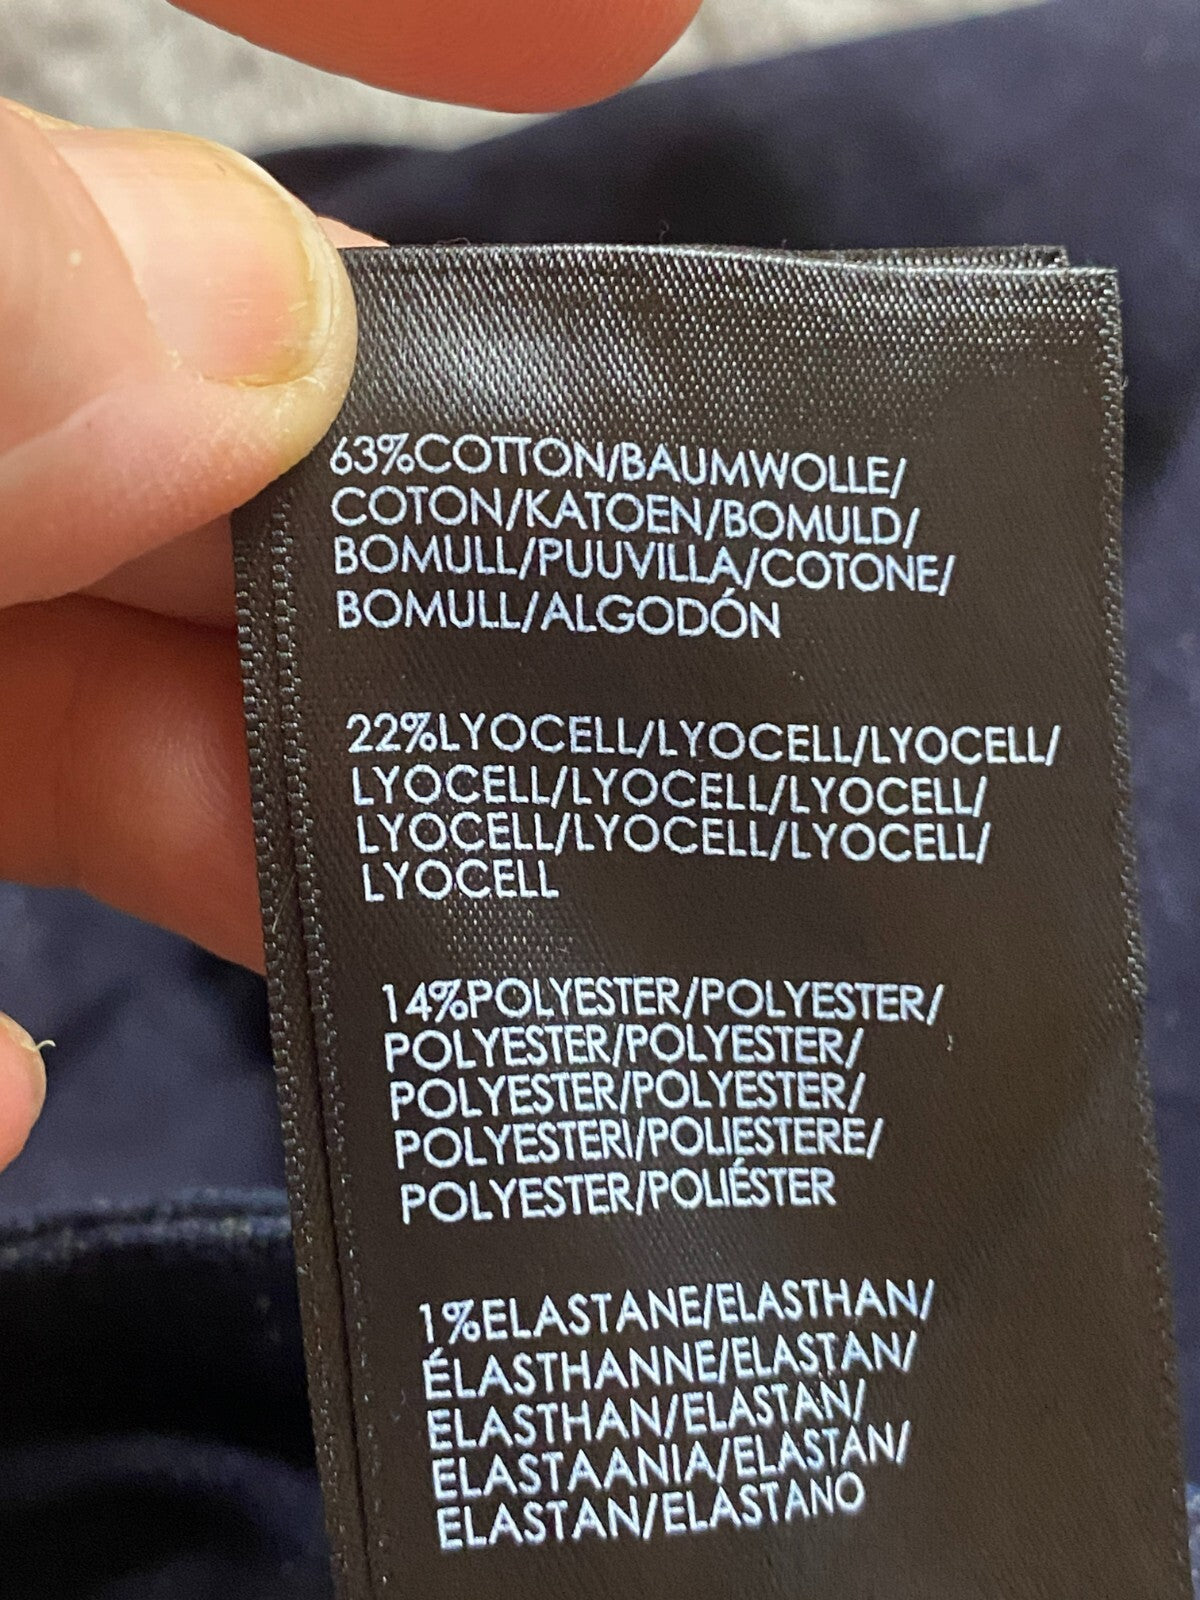 63%COTTON/BAUMWOLLE/
COTON/KATOEN/BOMULD/
BOMULL/PUUVILLA/COTONE/
BOMULL/ALGODÓN
22%LYOCELL/LYOCELL/LYOCELL/
LYOCELL/LYOCELL/LYOCELL/
LYOCELL/LYOCELL/LYOCELL/
LYOCELL
14%POLYESTER/POLYESTER/
POLYESTER/POLYESTER/
POLYESTER/POLYESTER/
POLYESTERI/POLIESTERE/
POLYESTER/POLIÉSTER
1%ELASTANE/ELASTHAN/
ÉLASTHANNE/ELASTAN/
ELASTHAN/ELASTAN/
ELASTAANIA/ELASTAN/
ELASTAN/ELASTANO